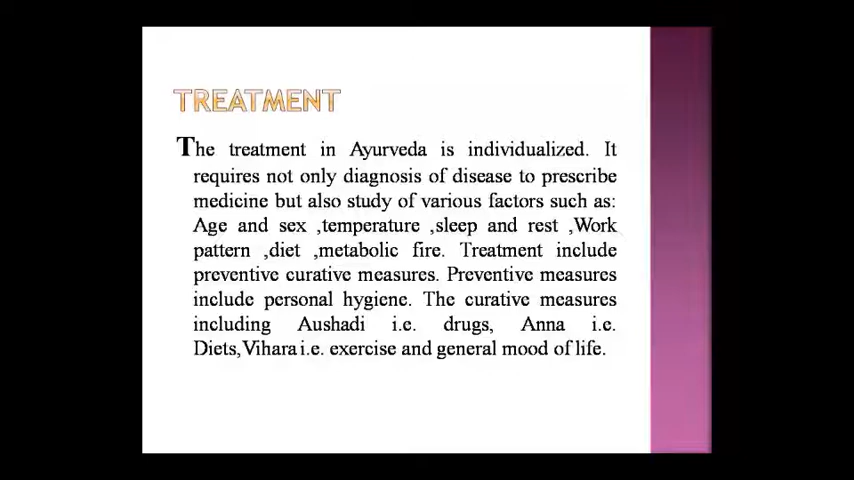 TREATMENT
The treatment in Ayurveda is individualized. It
requires not only diagnosis of disease to prescribe
medicine but also study of various factors such as:
Age and sex ,temperature ,sleep and rest ,Work
pattern ,diet ,metabolic fire. Treatment include
preventive curative measures. Preventive measures
include personal hygiene. The curative measures
including Aushadi i.e. drugs, Anna i.e.
Diets,Vihara i.e. exercise and general mood of life.